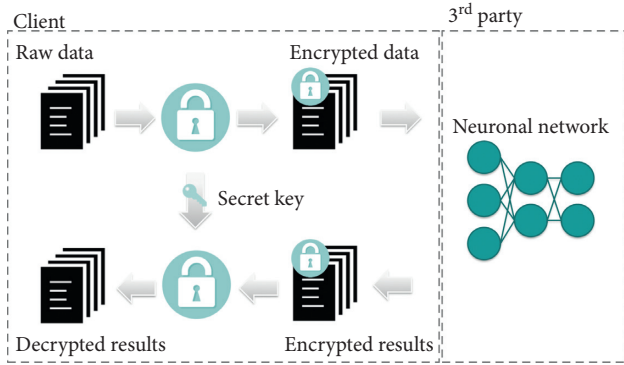 Client
3rd party
Raw data
Encrypted data
Neuronal network
Secret key
Decrypted results
Encrypted results